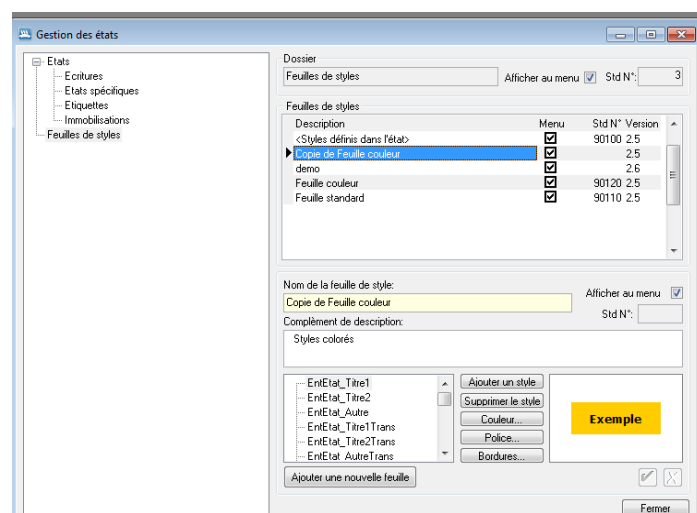 Gestion des états
Etats
Ecritures
Etats spécifiques
Etiquettes
Immobilisations
Feuilles de styles
Dossier
Feuilles de styles Afficher au menu Std N°: 3
Feuilles de styles
Description Menu Std N° Version
<Styles définis dans l'état> 90100 2.5
Copie de Feuille couleur 2.5
demo 2.6
Feuille couleur 90120 2.5
Feuille standard 90110 2.5
Nom de la feuille de style:
Afficher au menu
Copie de Feuille couleur
Std N°:
Complèment de description:
Styles colorés
EntEtat_Titre1
EntEtat_Titre2
EntEtat_Autre
EntEtat_Titre1Trans
EntEtat_Titre2Trans
EntEtat AutreTrans
Ajouter un style
Supprimer le style
Couleur...
Police...
Bordures...
Exemple
Ajouter une nouvelle feuille
Fermer